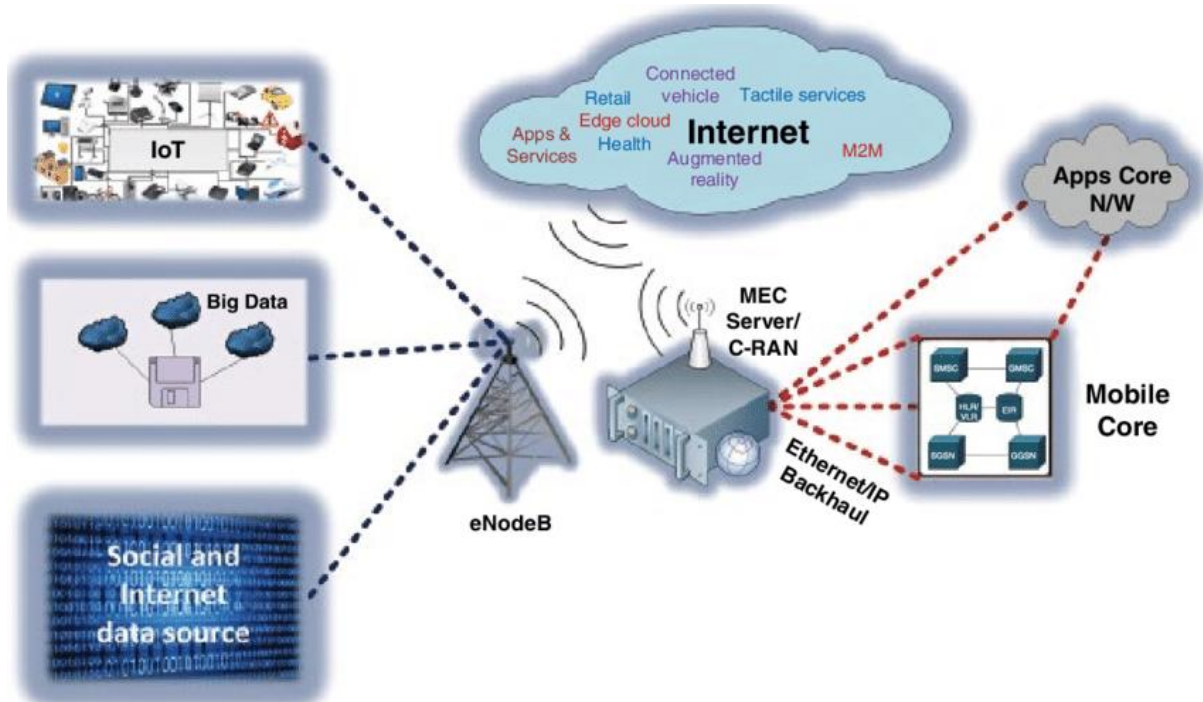 IoT
Big Data
Social and
Internet
data source
eNodeB
Connected
vehicle
Retail
Tactile services
Edge cloud
Apps &
Services
Health
Internet
M2M
Augmented
reality
MEC
Server/
C-RAN
Ethernet/IP
Backhaul
Apps Core
N/W
SMSC
GMSC
HLR/
VLR
EIR
SGSN
GGSN
Mobile
Core